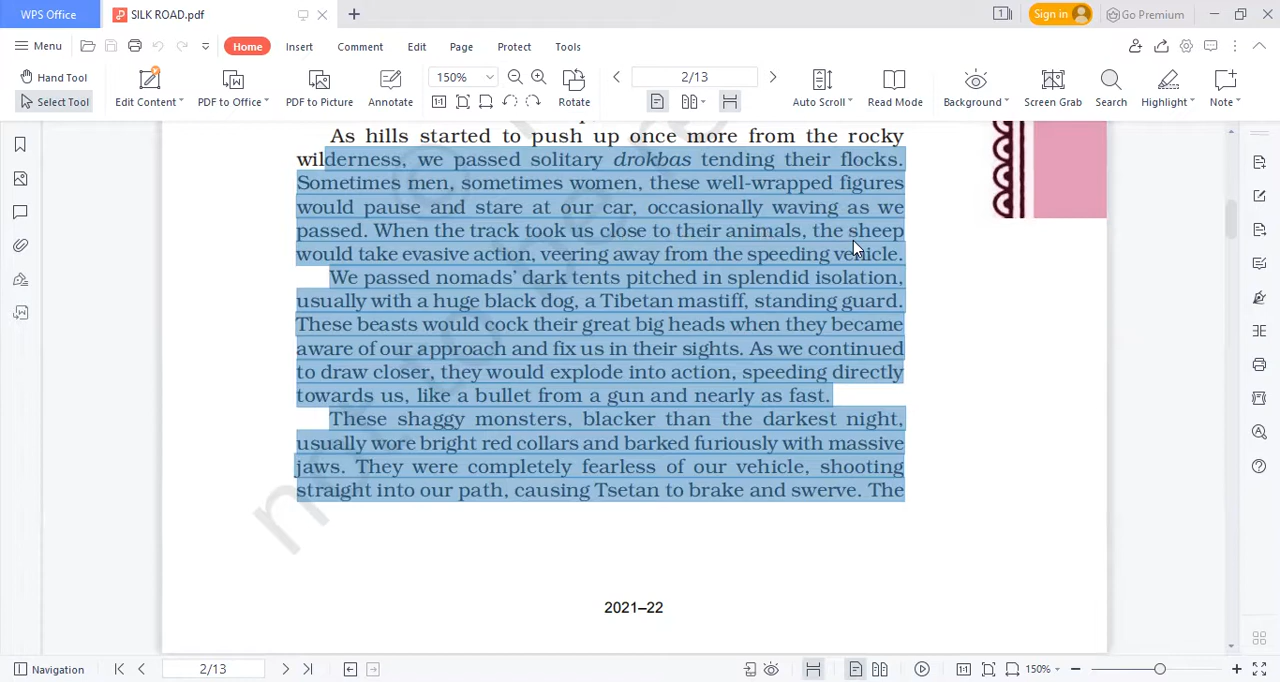 WPS Office
SILK ROAD.pdf
Sign in
Go Premium
Menu
Home
Insert
Comment
Edit
Page
Protect
Tools
Hand Tool
Select Tool
Edit Content
PDF to Office
PDF to Picture
Annotate
150%
2/13
Rotate
Auto Scroll
Read Mode
Background
Screen Grab
Search
Highlight
Note
As hills started to push up once more from the rocky
wilderness, we passed solitary drokbas tending their flocks.
Sometimes men, sometimes women, these well-wrapped figures
would pause and stare at our car, occasionally waving as we
passed. When the track took us close to their animals, the sheep
would take evasive action, veering away from the speeding vehicle.
We passed nomads’ dark tents pitched in splendid isolation,
usually with a huge black dog, a Tibetan mastiff, standing guard.
These beasts would cock their great big heads when they became
aware of our approach and fix us in their sights. As we continued
to draw closer, they would explode into action, speeding directly
towards us, like a bullet from a gun and nearly as fast.
These shaggy monsters, blacker than the darkest night,
usually wore bright red collars and barked furiously with massive
jaws. They were completely fearless of our vehicle, shooting
straight into our path, causing Tsetan to brake and swerve. The
2021–22
Navigation
2/13
150%